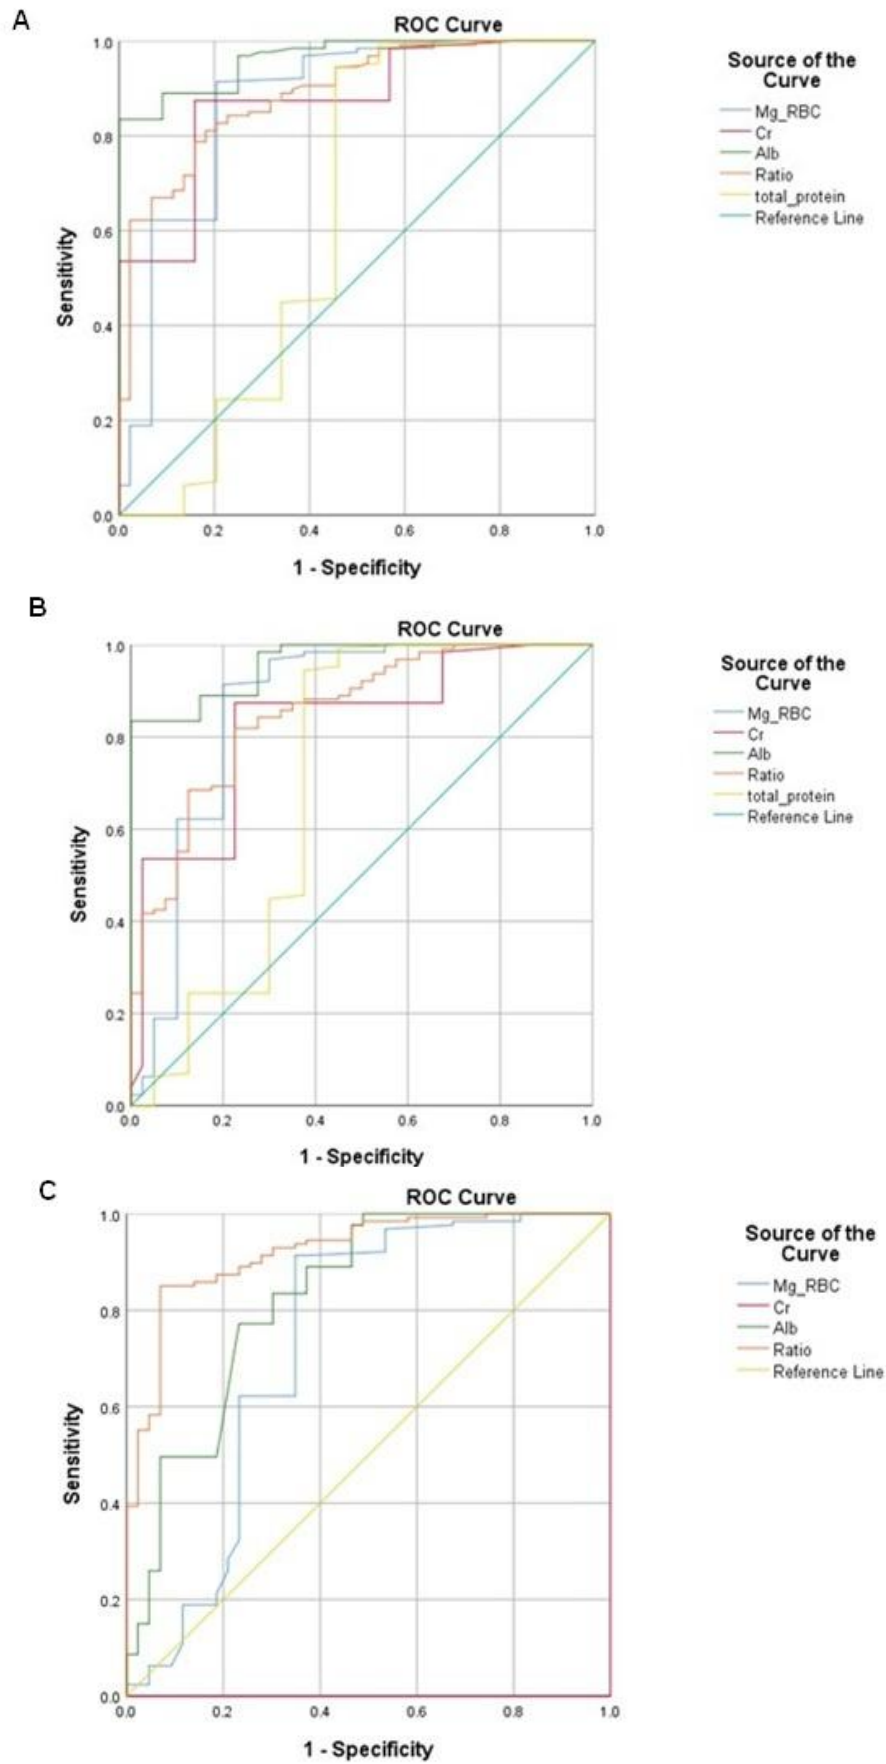 A
ROC Curve
1.0
0.8
0.6
0.4
0.2
0.0
Sensitivity
0.0 0.2 0.4 0.6 0.8 1.0
1 - Specificity
Source of the
Curve
Mg_RBC
Cr
Alb
Ratio
total_protein
Reference Line
B
ROC Curve
1.0
0.8
0.6
0.4
0.2
0.0
Sensitivity
0.0 0.2 0.4 0.6 0.8 1.0
1 - Specificity
Source of the
Curve
Mg_RBC
Cr
Alb
Ratio
total_protein
Reference Line
C
ROC Curve
1.0
0.8
0.6
0.4
0.2
0.0
Sensitivity
0.0 0.2 0.4 0.6 0.8 1.0
1 - Specificity
Source of the
Curve
Mg_RBC
Cr
Alb
Ratio
Reference Line